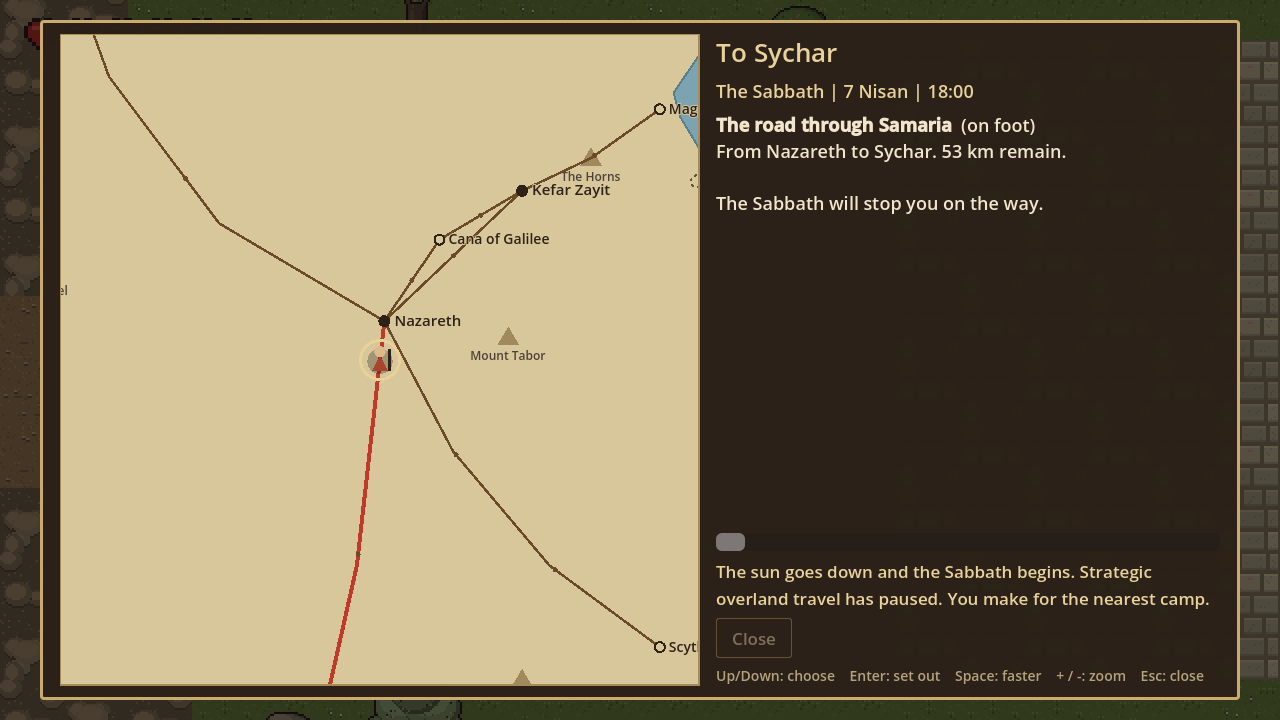 To Sychar
The Sabbath | 7 Nisan | 18:00
The road through Samaria (on foot)
From Nazareth to Sychar. 53 km remain.
The Sabbath will stop you on the way.
Mag
The Horns
Kefar Zayit
Cana of Galilee
el
Nazareth
Mount Tabor
Scyt
The sun goes down and the Sabbath begins. Strategic
overland travel has paused. You make for the nearest camp.
Close
Up/Down: choose Enter: set out Space: faster + / -: zoom Esc: close